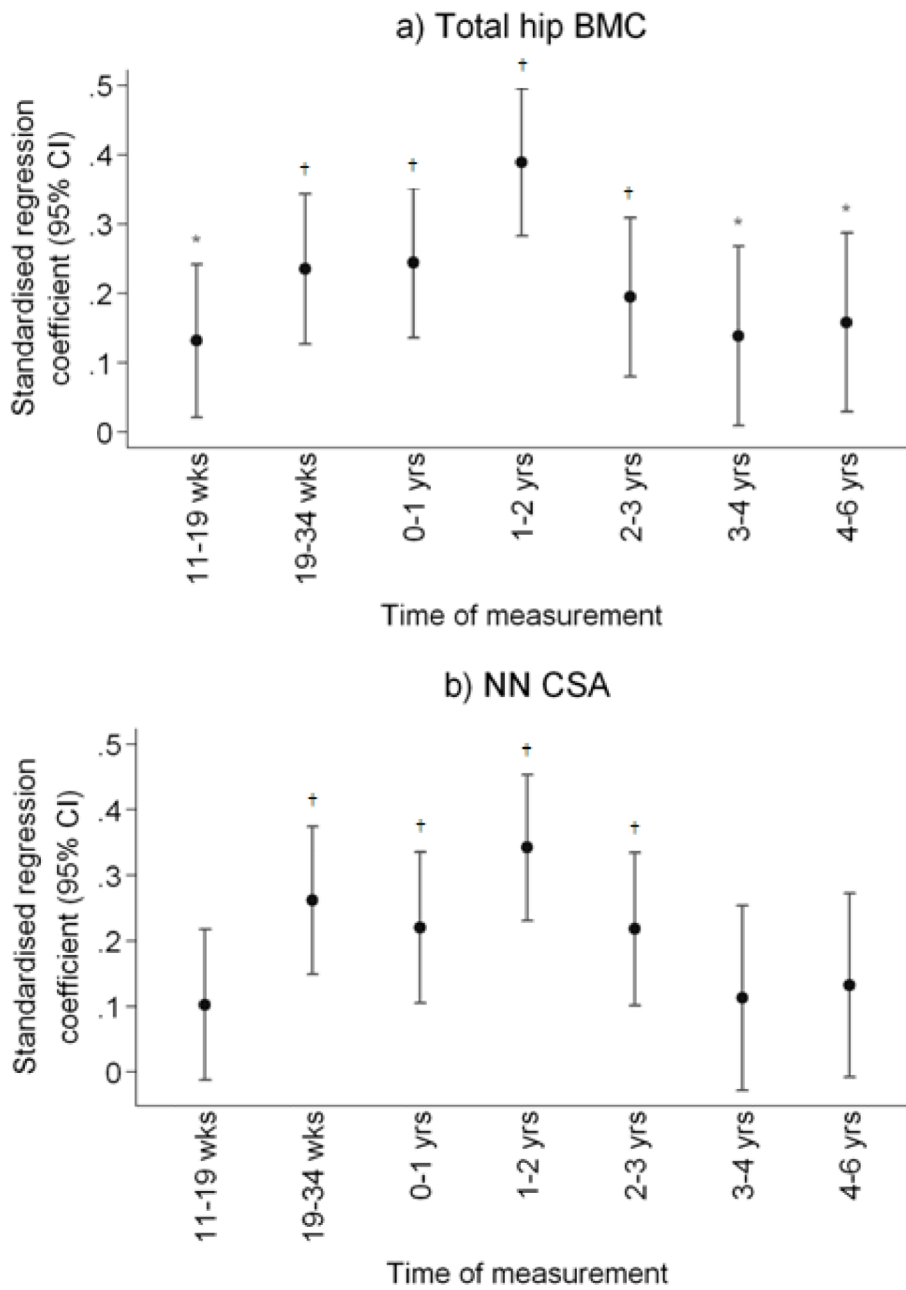 a) Total hip BMC
Standardised regression
coefficient (95% CI)
.5
.4
.3
.2
.1
0
*
†
†
†
†
*
*
11-19 wks
19-34 wks
0-1 yrs
1-2 yrs
2-3 yrs
3-4 yrs
4-6 yrs
Time of measurement
b) NN CSA
Standardised regression
coefficient (95% CI)
.5
.4
.3
.2
.1
0
†
†
†
†
11-19 wks
19-34 wks
0-1 yrs
1-2 yrs
2-3 yrs
3-4 yrs
4-6 yrs
Time of measurement